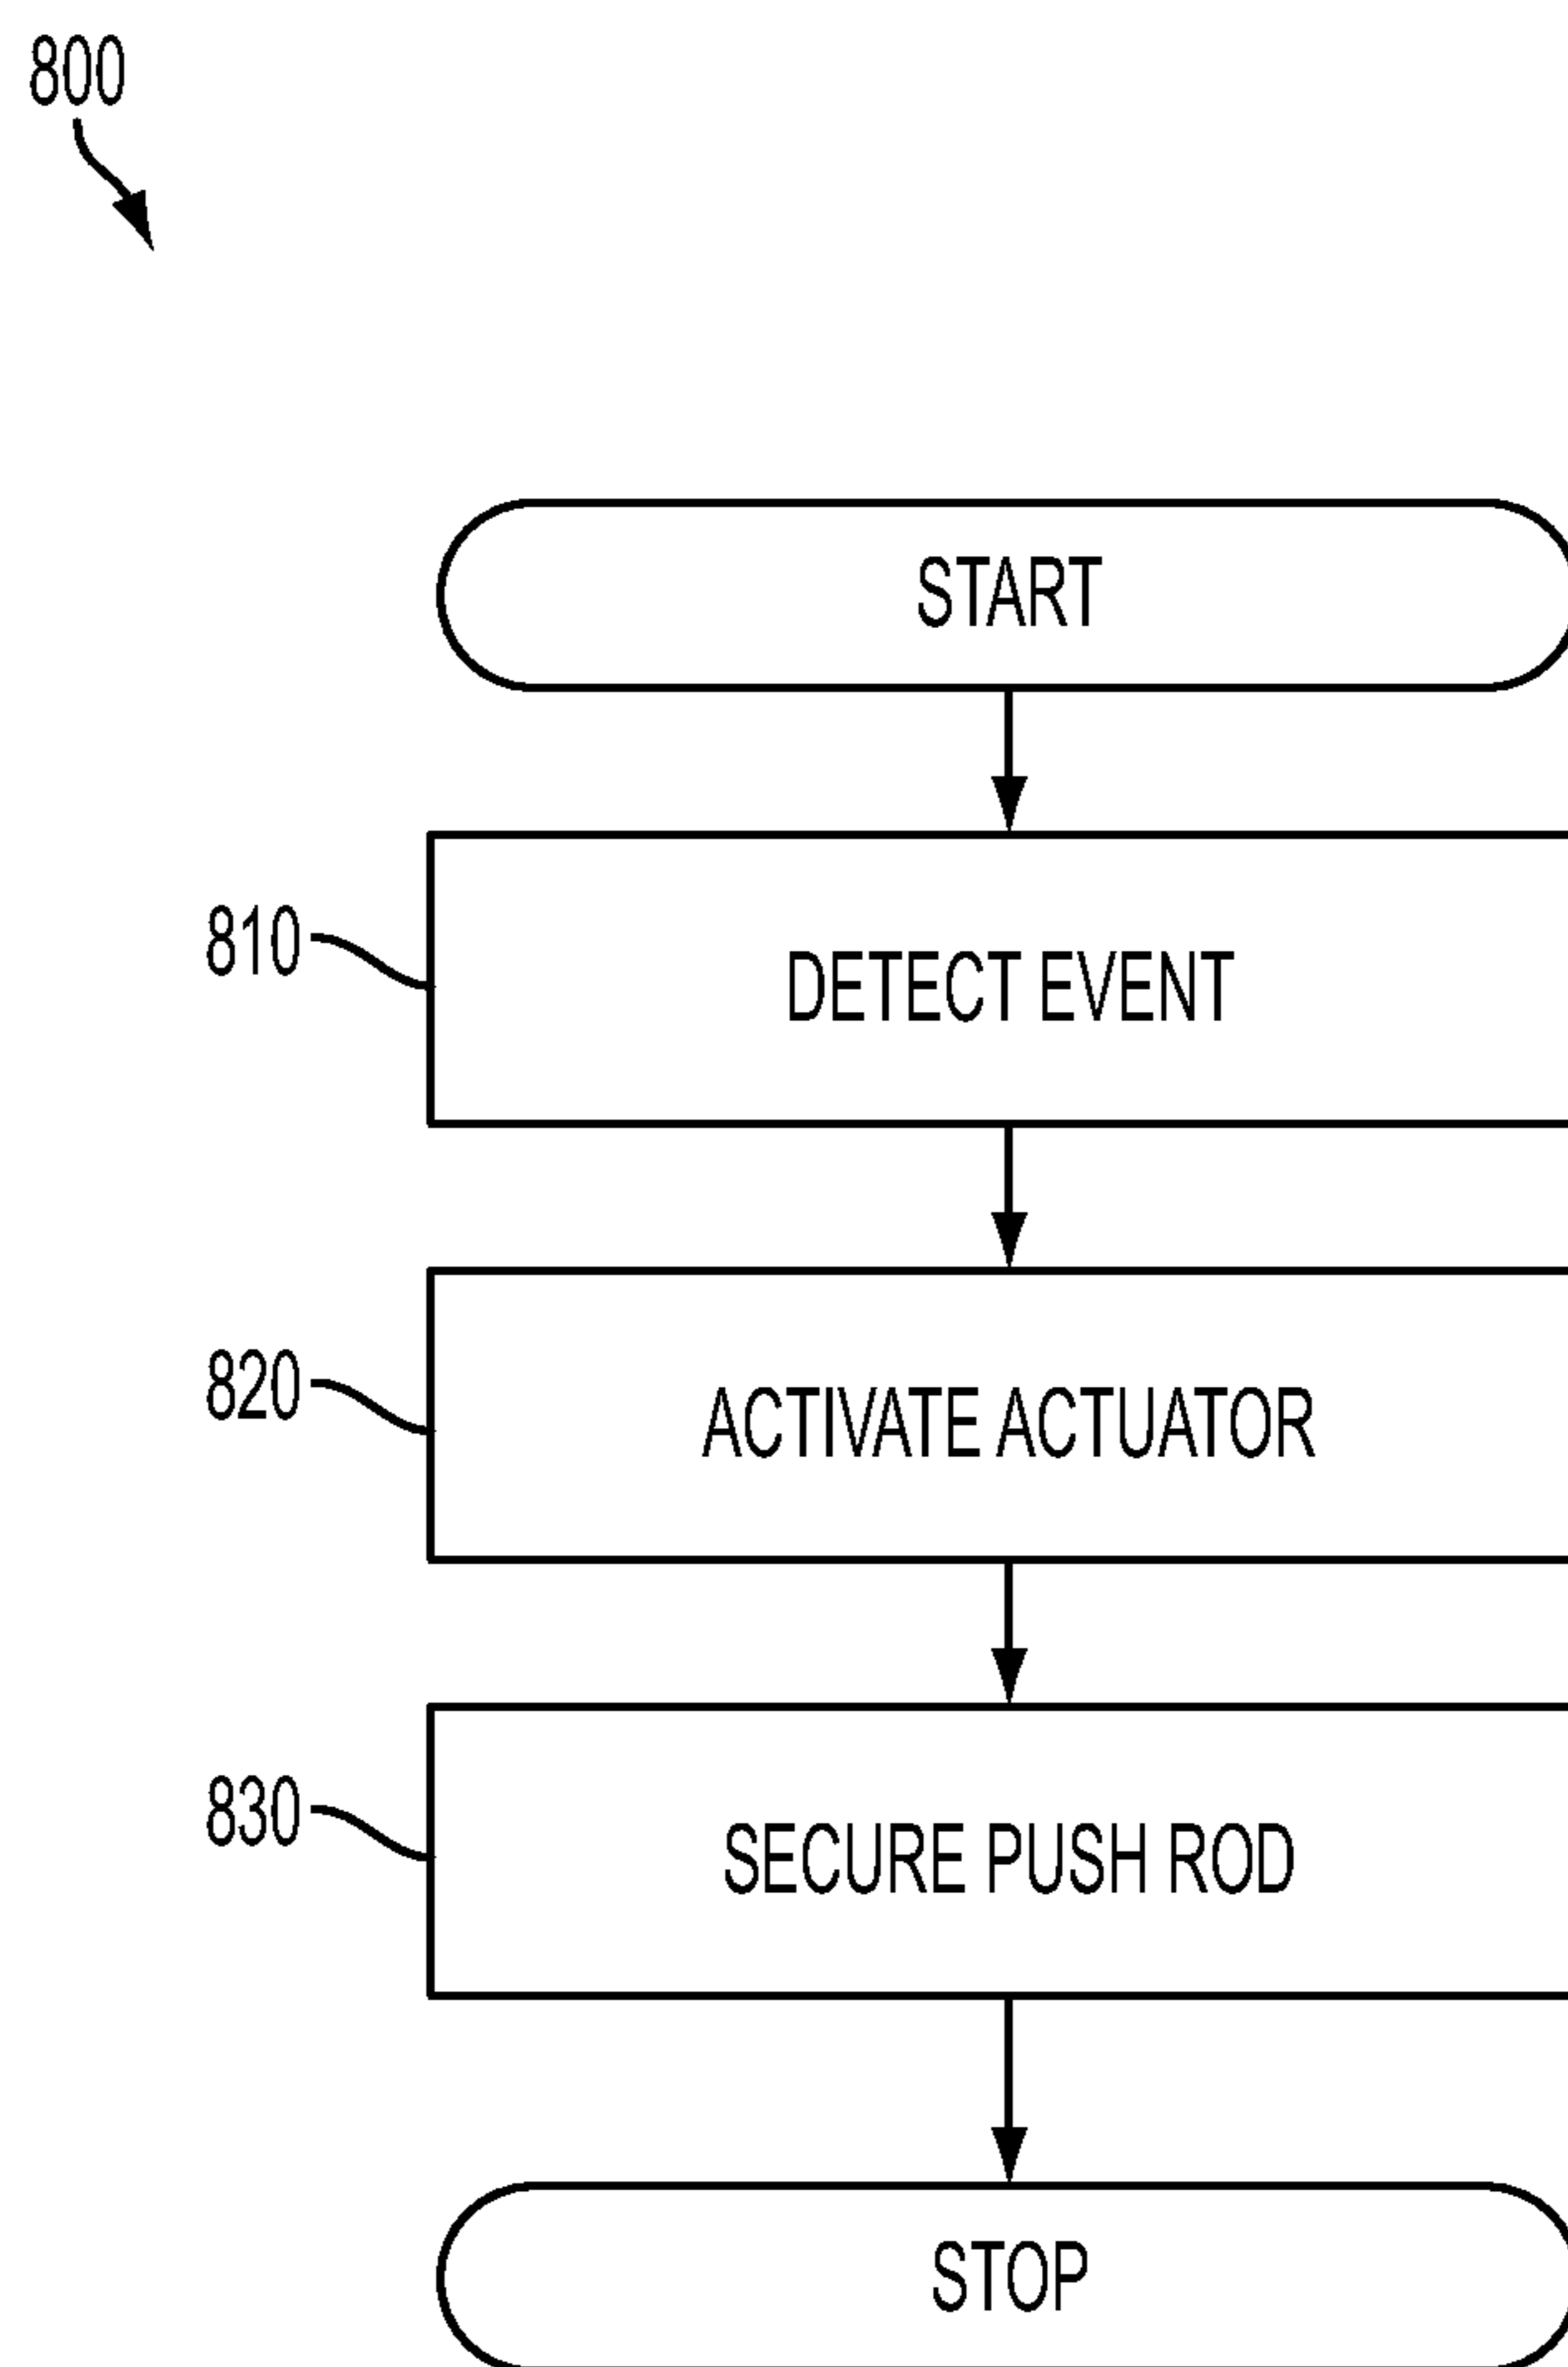 800
START
810
DETECT EVENT
820
ACTIVATE ACTUATOR
830
SECURE PUSH ROD
STOP